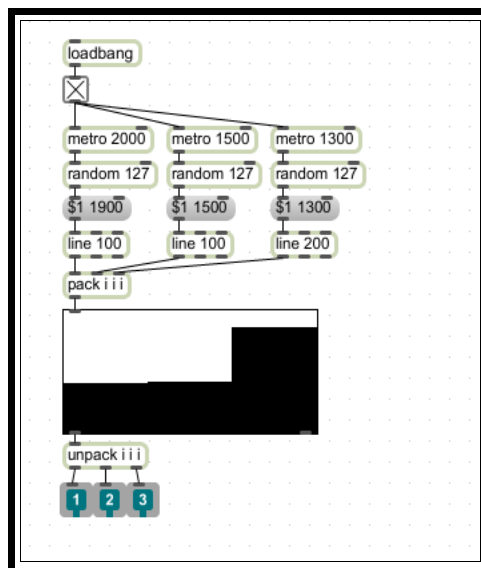 loadbang
metro 2000 metro 1500 metro 1300
random 127 random 127 random 127
$1 1900 $1 1500 $1 1300
line 100 line 100 line 200
pack i i i
unpack i i i
1 2 3